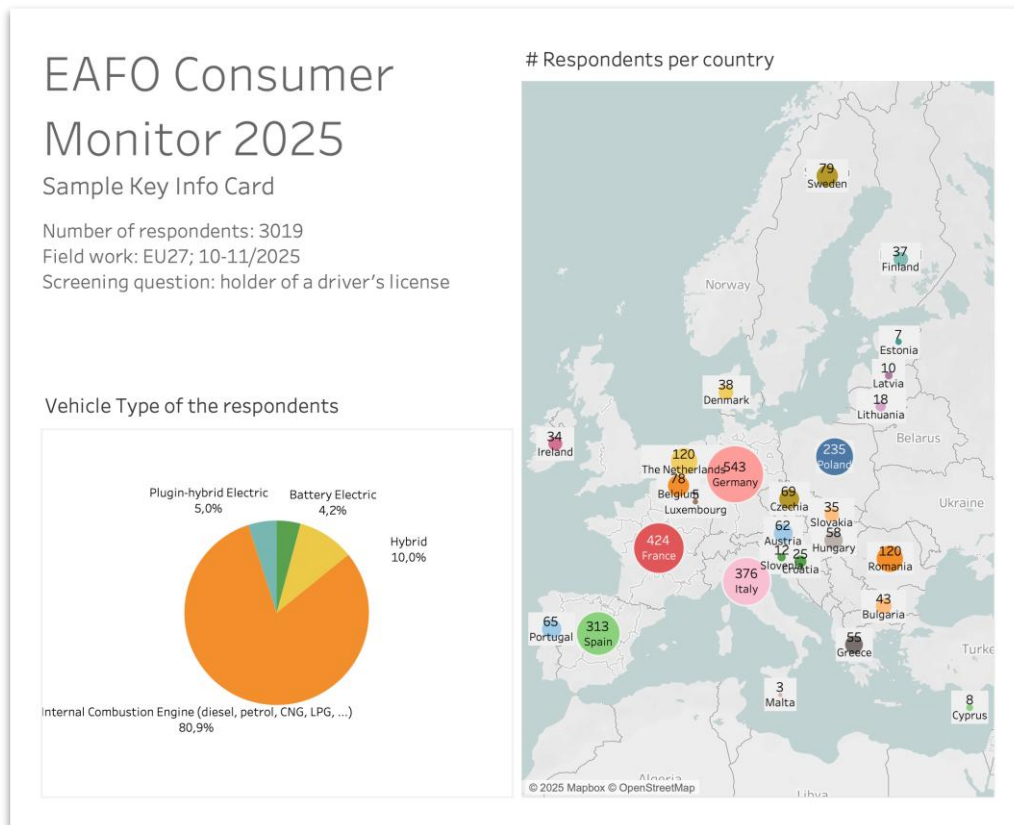 EAFO Consumer
Monitor 2025
Sample Key Info Card
Number of respondents: 3019
Field work: EU27; 10-11/2025
Screening question: holder of a driver's license
Vehicle Type of the respondents
Plugin-hybrid Electric
5,0%
Battery Electric
4,2%
Hybrid
10,0%
Internal Combustion Engine (diesel, petrol, CNG, LPG, ...)
80,9%
# Respondents per country
79
Sweden
37
Finland
Norway
7
Estonia
10
Latvia
18
Lithuania
38
Denmark
Belarus
34
Ireland
120
The Netherlands
543
Germany
235
Poland
78
Belgium
5
Luxembourg
69
Czechia
Ukraine
35
Slovakia
62
Austria
58
Hungary
424
France
12
Slovenia
25
Croatia
120
Romania
376
Italy
43
Bulgaria
65
Portugal
313
Spain
55
Greece
Turke
3
Malta
8
Cyprus
Algeria
Libya
© 2025 Mapbox © OpenStreetMap